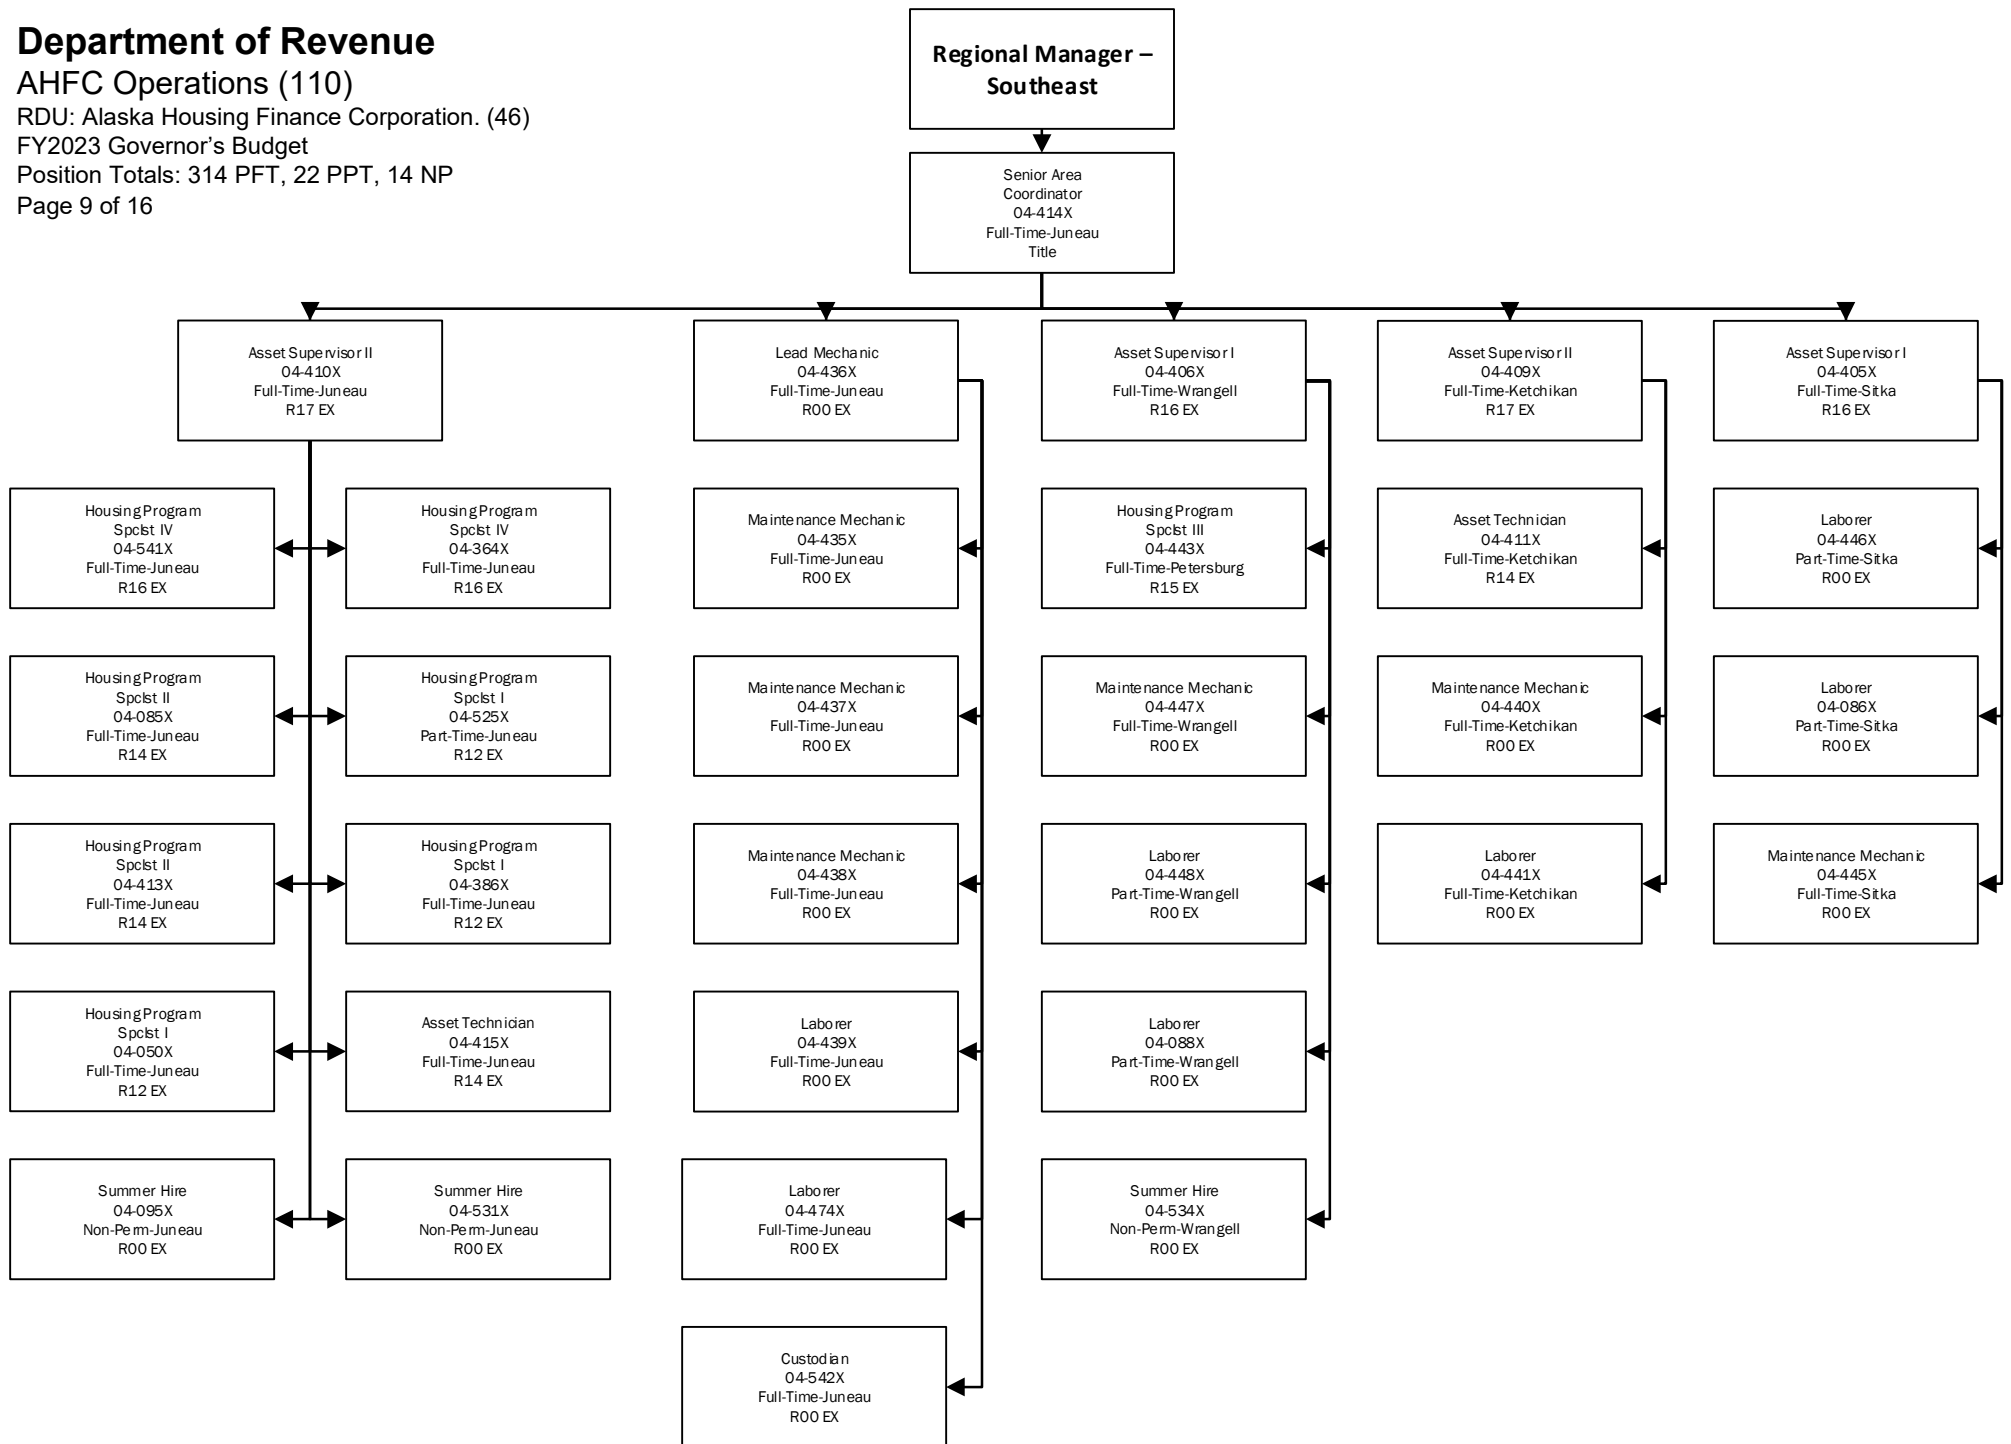 Department of Revenue
AHFC Operations (110)
RDU: Alaska Housing Finance Corporation. (46)
FY2023 Governor’s Budget
Position Totals: 314 PFT, 22 PPT, 14 NP
Page 9 of 16
Regional Manager –
Southeast
Senior Area
Coordinator
04-414X
Full-Time-Juneau
Title
Asset Supervisor II
04-410X
Full-Time-Juneau
R17 EX
Lead Mechanic
04-436X
Full-Time-Juneau
R00 EX
Asset Supervisor I
04-406X
Full-Time-Wrangell
R16 EX
Asset Supervisor II
04-409X
Full-Time-Ketchikan
R17 EX
Asset Supervisor I
04-405X
Full-Time-Sitka
R16 EX
Housing Program
Spclst IV
04-541X
Full-Time-Juneau
R16 EX
Housing Program
Spclst IV
04-364X
Full-Time-Juneau
R16 EX
Maintenance Mechanic
04-435X
Full-Time-Juneau
R00 EX
Housing Program
Spclst III
04-443X
Full-Time-Petersburg
R15 EX
Asset Technician
04-411X
Full-Time-Ketchikan
R14 EX
Laborer
04-446X
Part-Time-Sitka
R00 EX
Housing Program
Spclst II
04-085X
Full-Time-Juneau
R14 EX
Housing Program
Spclst I
04-525X
Part-Time-Juneau
R12 EX
Maintenance Mechanic
04-437X
Full-Time-Juneau
R00 EX
Maintenance Mechanic
04-447X
Full-Time-Wrangell
R00 EX
Maintenance Mechanic
04-440X
Full-Time-Ketchikan
R00 EX
Laborer
04-086X
Part-Time-Sitka
R00 EX
Housing Program
Spclst II
04-413X
Full-Time-Juneau
R14 EX
Housing Program
Spclst I
04-386X
Full-Time-Juneau
R12 EX
Maintenance Mechanic
04-438X
Full-Time-Juneau
R00 EX
Laborer
04-448X
Part-Time-Wrangell
R00 EX
Laborer
04-441X
Full-Time-Ketchikan
R00 EX
Maintenance Mechanic
04-445X
Full-Time-Sitka
R00 EX
Housing Program
Spclst I
04-050X
Full-Time-Juneau
R12 EX
Asset Technician
04-415X
Full-Time-Juneau
R14 EX
Laborer
04-439X
Full-Time-Juneau
R00 EX
Laborer
04-088X
Part-Time-Wrangell
R00 EX
Summer Hire
04-095X
Non-Perm-Juneau
R00 EX
Summer Hire
04-531X
Non-Perm-Juneau
R00 EX
Laborer
04-474X
Full-Time-Juneau
R00 EX
Summer Hire
04-534X
Non-Perm-Wrangell
R00 EX
Custodian
04-542X
Full-Time-Juneau
R00 EX